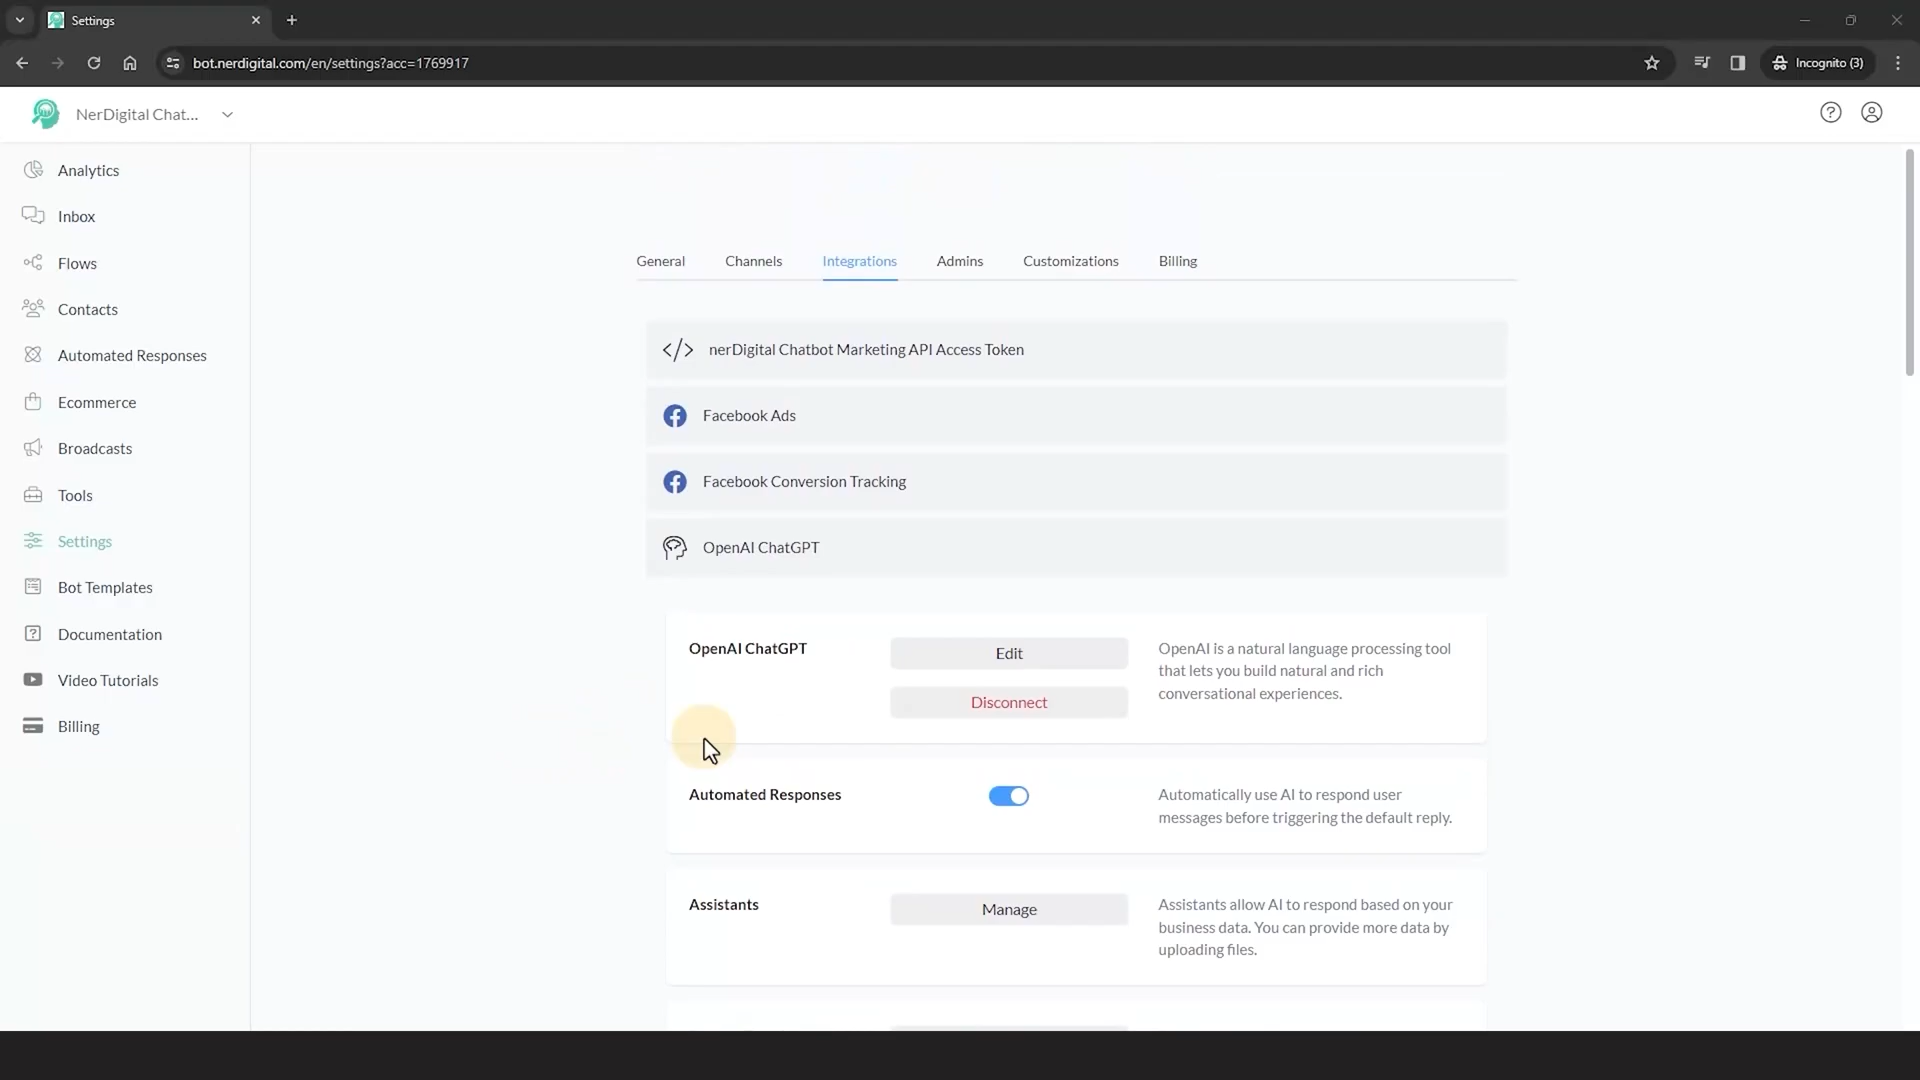 Settings
bot.nerdigital.com/en/settings?acc=1769917
Incognito (3)
NerDigital Chat...
Analytics
Inbox
Flows
Contacts
Automated Responses
Ecommerce
Broadcasts
Tools
Settings
Bot Templates
Documentation
Video Tutorials
Billing
General Channels Integrations Admins Customizations Billing
</> nerDigital Chatbot Marketing API Access Token
Facebook Ads
Facebook Conversion Tracking
OpenAI ChatGPT
OpenAI ChatGPT
Edit
Disconnect
OpenAI is a natural language processing tool
that lets you build natural and rich
conversational experiences.
Automated Responses
Automatically use AI to respond user
messages before triggering the default reply.
Assistants
Manage
Assistants allow AI to respond based on your
business data. You can provide more data by
uploading files.